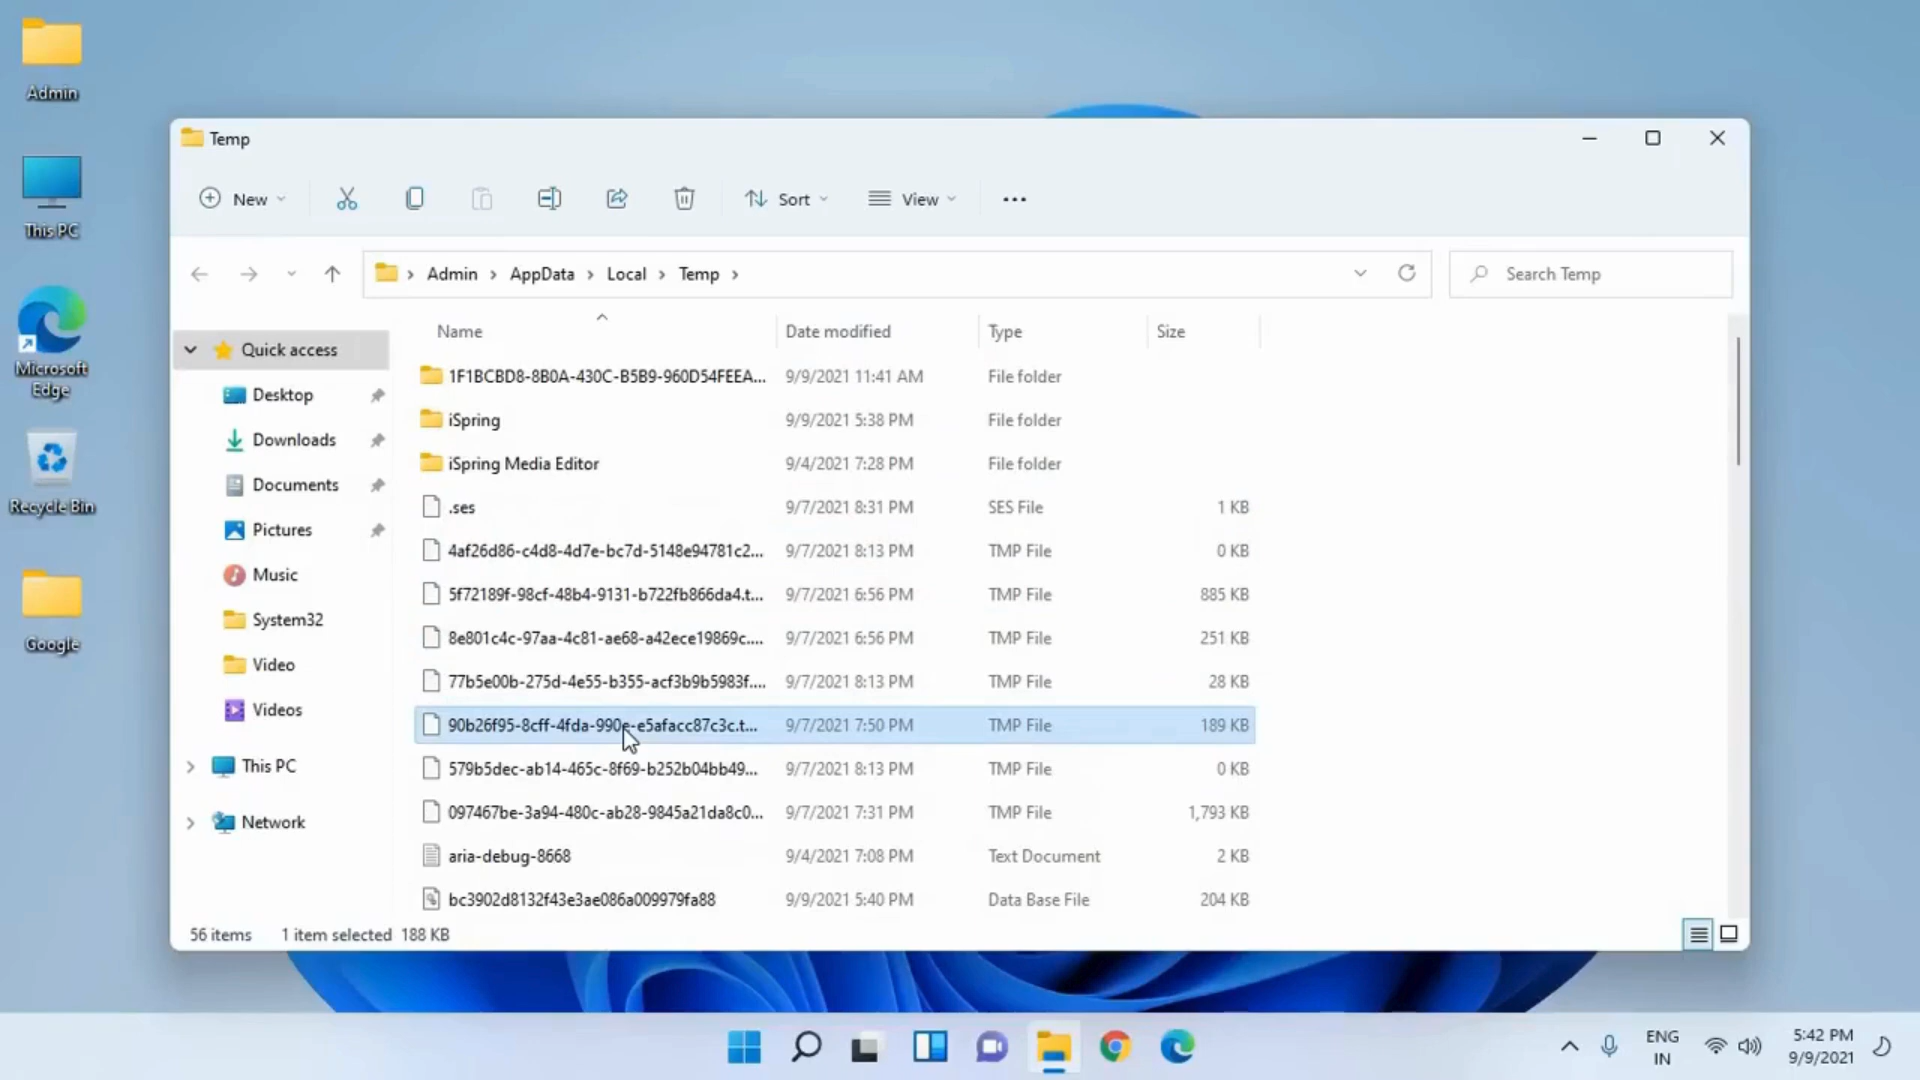 Admin
This PC
Microsoft
Edge
Recycle Bin
Google
Temp
New
Sort
View
Admin
AppData
Local
Temp
Search Temp
Quick access
Desktop
Downloads
Documents
Pictures
Music
System32
Video
Videos
This PC
Network
Name Date modified Type Size
1F1BCBD8-8B0A-430C-B5B9-960D54FEEA... 9/9/2021 11:41 AM File folder
iSpring 9/9/2021 5:38 PM File folder
iSpring Media Editor 9/4/2021 7:28 PM File folder
.ses 9/7/2021 8:31 PM SES File 1 KB
4af26d86-c4d8-4d7e-bc7d-5148e94781c2... 9/7/2021 8:13 PM TMP File 0 KB
5f72189f-98cf-48b4-9131-b722fb866da4.t... 9/7/2021 6:56 PM TMP File 885 KB
8e801c4c-97aa-4c81-ae68-a42ece19869c.... 9/7/2021 6:56 PM TMP File 251 KB
77b5e00b-275d-4e55-b355-acf3b9b5983f.... 9/7/2021 8:13 PM TMP File 28 KB
90b26f95-8cff-4fda-990e-e5afacc87c3c.t... 9/7/2021 7:50 PM TMP File 189 KB
579b5dec-ab14-465c-8f69-b252b04bb49... 9/7/2021 8:13 PM TMP File 0 KB
097467be-3a94-480c-ab28-9845a21da8c0... 9/7/2021 7:31 PM TMP File 1,793 KB
aria-debug-8668 9/4/2021 7:08 PM Text Document 2 KB
bc3902d8132f43e3ae086a009979fa88 9/9/2021 5:40 PM Data Base File 204 KB
56 items 1 item selected 188 KB
ENG
IN
5:42 PM
9/9/2021